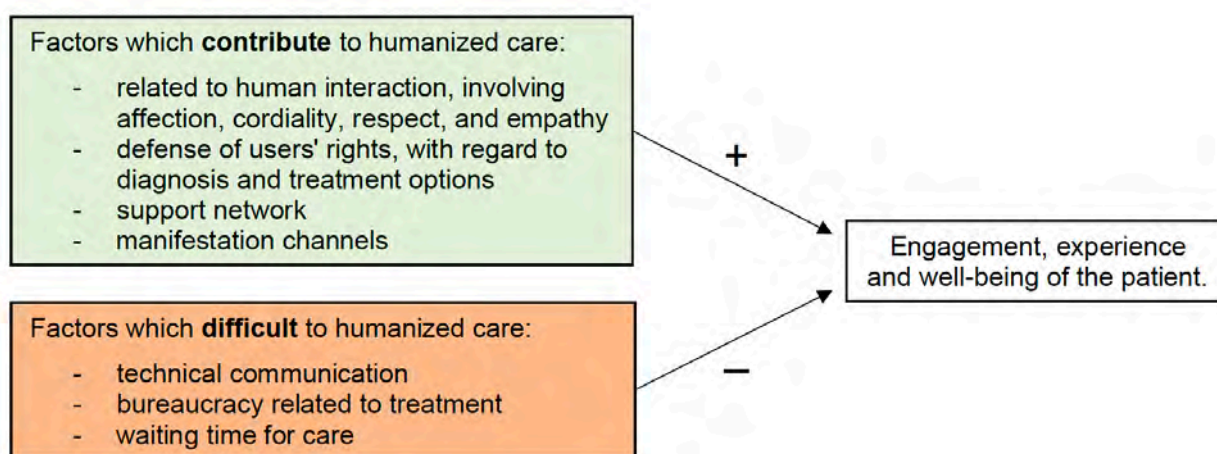 Factors which contribute to humanized care:
- related to human interaction, involving
affection, cordiality, respect, and empathy
- defense of users' rights, with regard to
diagnosis and treatment options
- support network
- manifestation channels
+
Engagement, experience
and well-being of the patient.
Factors which difficult to humanized care:
- technical communication
- bureaucracy related to treatment
- waiting time for care
–